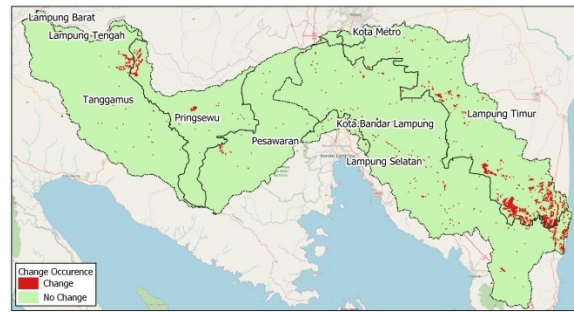 Lampung Barat
Lampung Tengah
Kota Metro
Tanggamus
Pringsewu
Lampung Timur
Kota Bandar Lampung
Pesawaran
Lampung Selatan
Change Occurence
Change
No Change